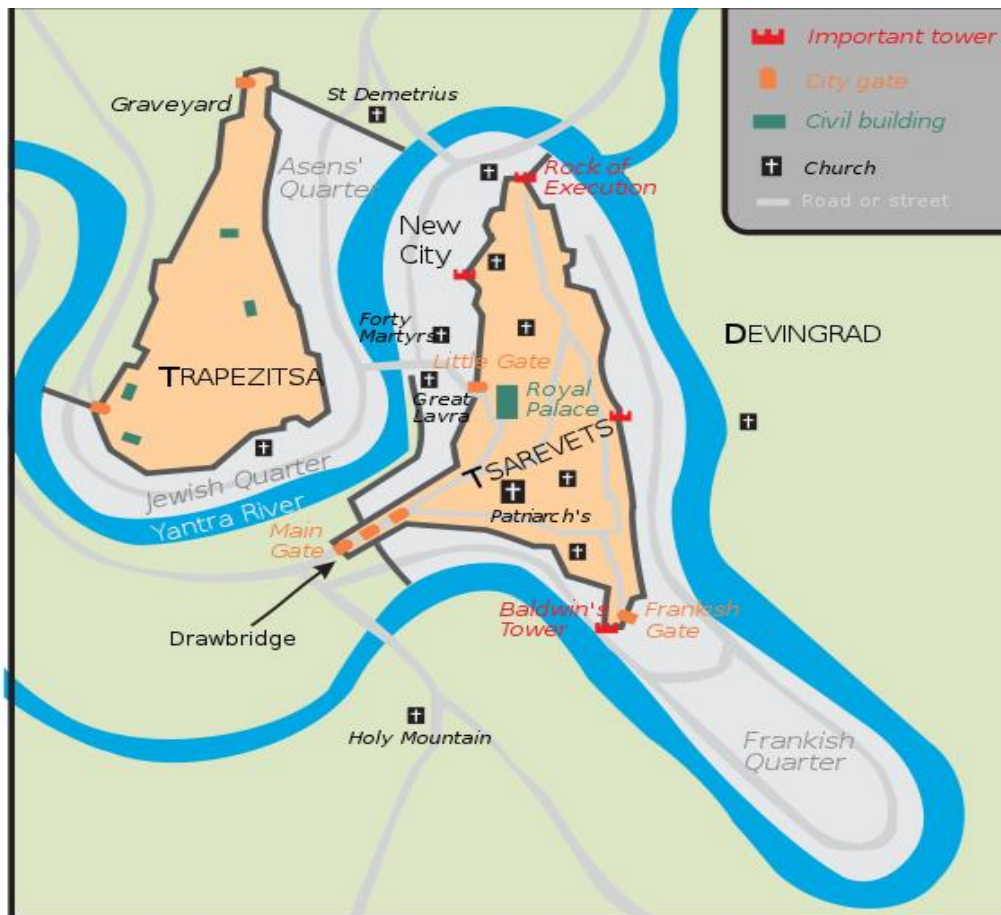 Important tower
City gate
Civil building
Church
Road or street
Graveyard
St Demetrius
Asens'
Quarter
Rock of
Execution
New
City
Forty
Martyrs
Little Gate
DEVINGRAD
TRAPEZITSA
Great
Lavra
Royal
Palace
TSAREVETS
Jewish Quarter
Yantra River
Patriarch's
Main
Gate
Drawbridge
Baldwin's
Tower
Frankish
Gate
Holy Mountain
Frankish
Quarter